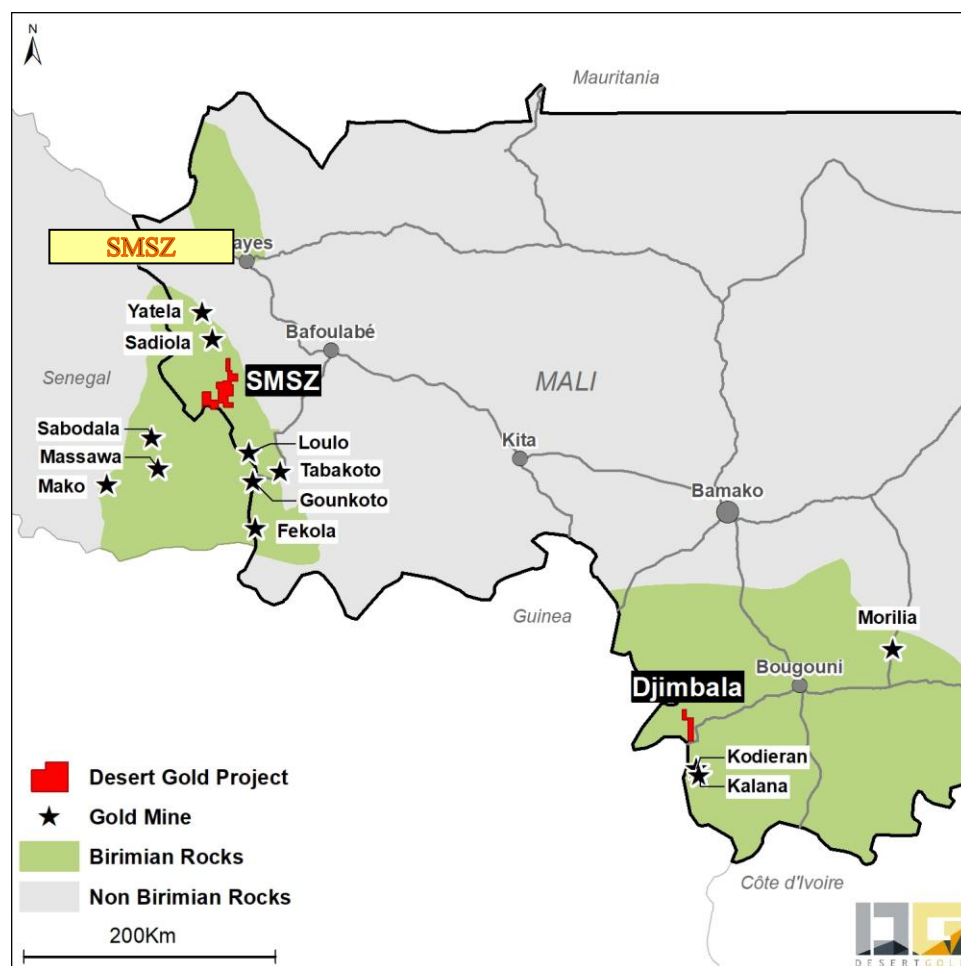 N
Mauritania
SMSZ
ayes
Yatela
Sadiola
Bafoulabé
Senegal
SMSZ
MALI
Sabodala
Massawa
Mako
Loulo
Tabakoto
Gounkoto
Fekola
Kita
Bamako
Guinea
Morilia
Bougouni
Djimbala
Kodieran
Kalana
Côte d'Ivoire
Desert Gold Project
Gold Mine
Birimian Rocks
Non Birimian Rocks
200Km
DESERTGOLD